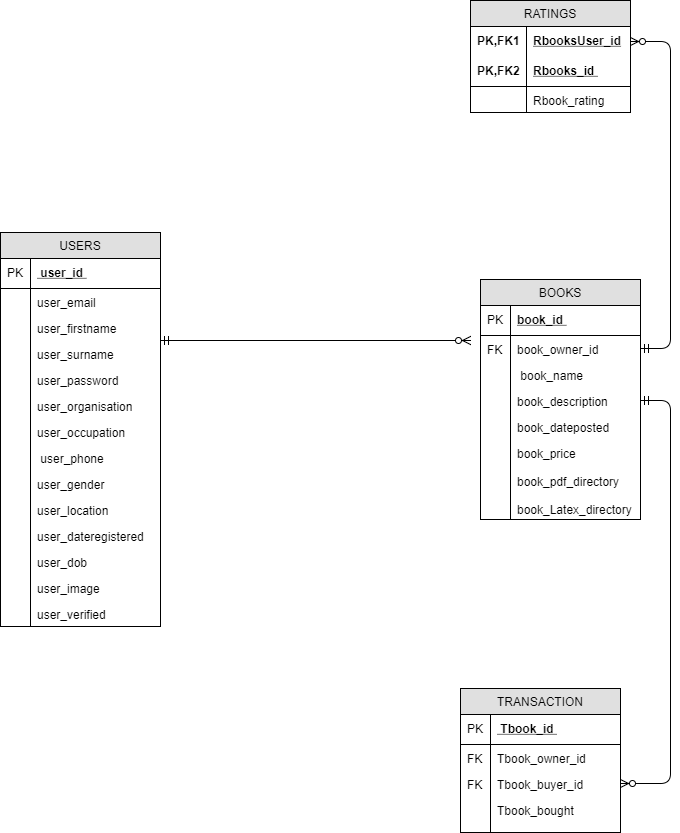 RATINGS
PK,FK1 RbooksUser_id
PK,FK2 Rbooks_id
Rbook_rating
USERS
PK user_id
user_email
user_firstname
user_surname
user_password
user_organisation
user_occupation
user_phone
user_gender
user_location
user_dateregistered
user_dob
user_image
user_verified
BOOKS
PK book_id
FK book_owner_id
book_name
book_description
book_dateposted
book_price
book_pdf_directory
book_Latex_directory
TRANSACTION
PK Tbook_id
FK Tbook_owner_id
FK Tbook_buyer_id
Tbook_bought